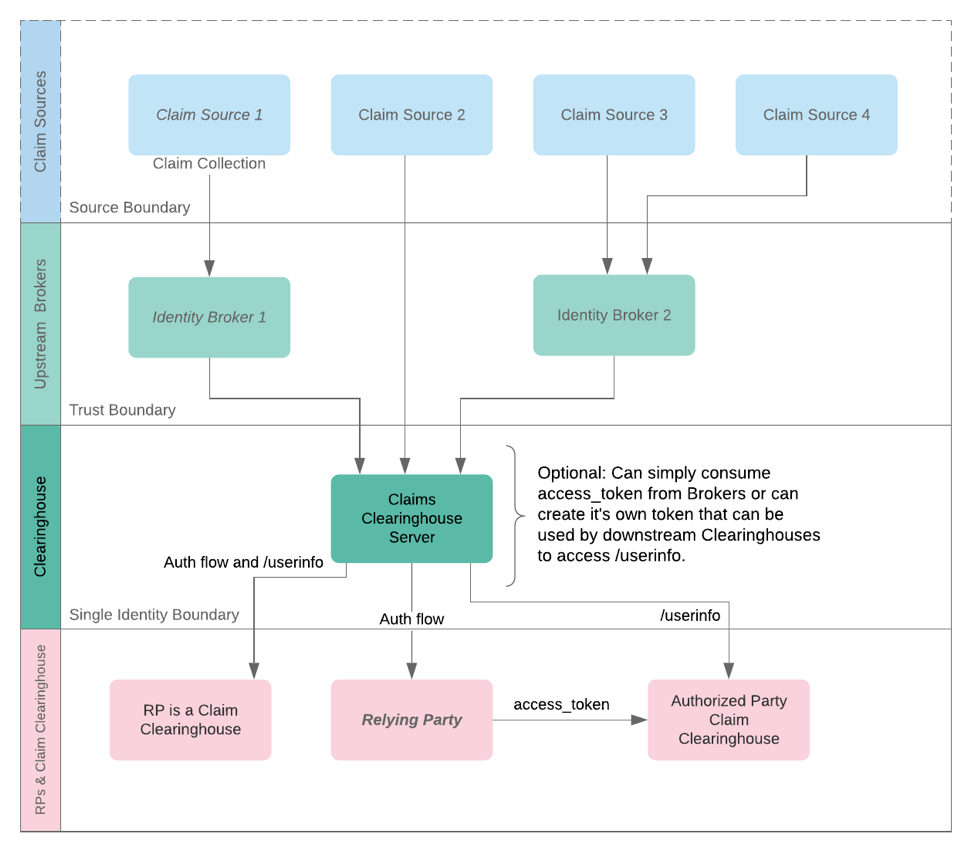 Claim Sources
Claim Source 1
Claim Source 2
Claim Source 3
Claim Source 4
Claim Collection
Source Boundary
Upstream Brokers
Identity Broker 1
Identity Broker 2
Trust Boundary
Clearinghouse
Claims
Clearinghouse
Server
Optional: Can simply consume
access_token from Brokers or can
create it's own token that can be
used by downstream Clearinghouses
to access /userinfo.
Auth flow and /userinfo
Single Identity Boundary
Auth flow
/userinfo
RPs & Claim Clearinghouse
RP is a Claim
Clearinghouse
Relying Party
access_token
Authorized Party
Claim
Clearinghouse